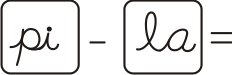 pi - la =